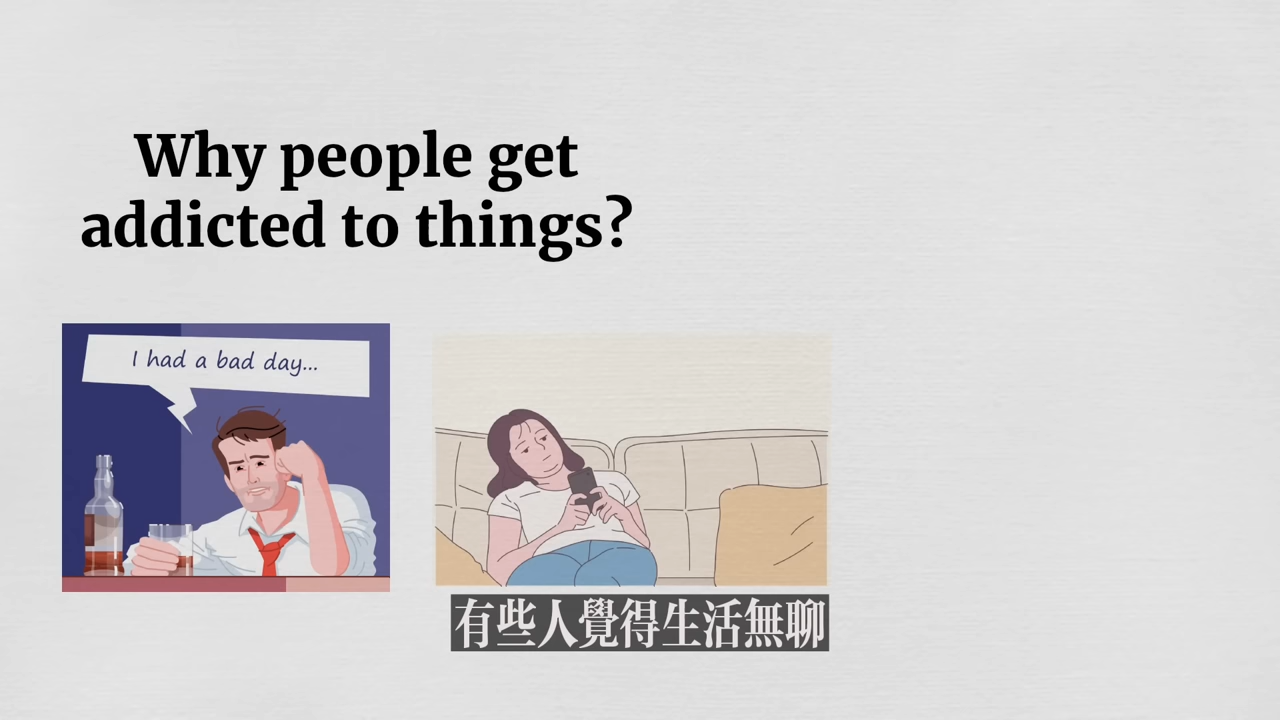 Why people get
addicted to things?
I had a bad day...
有些人覺得生活無聊